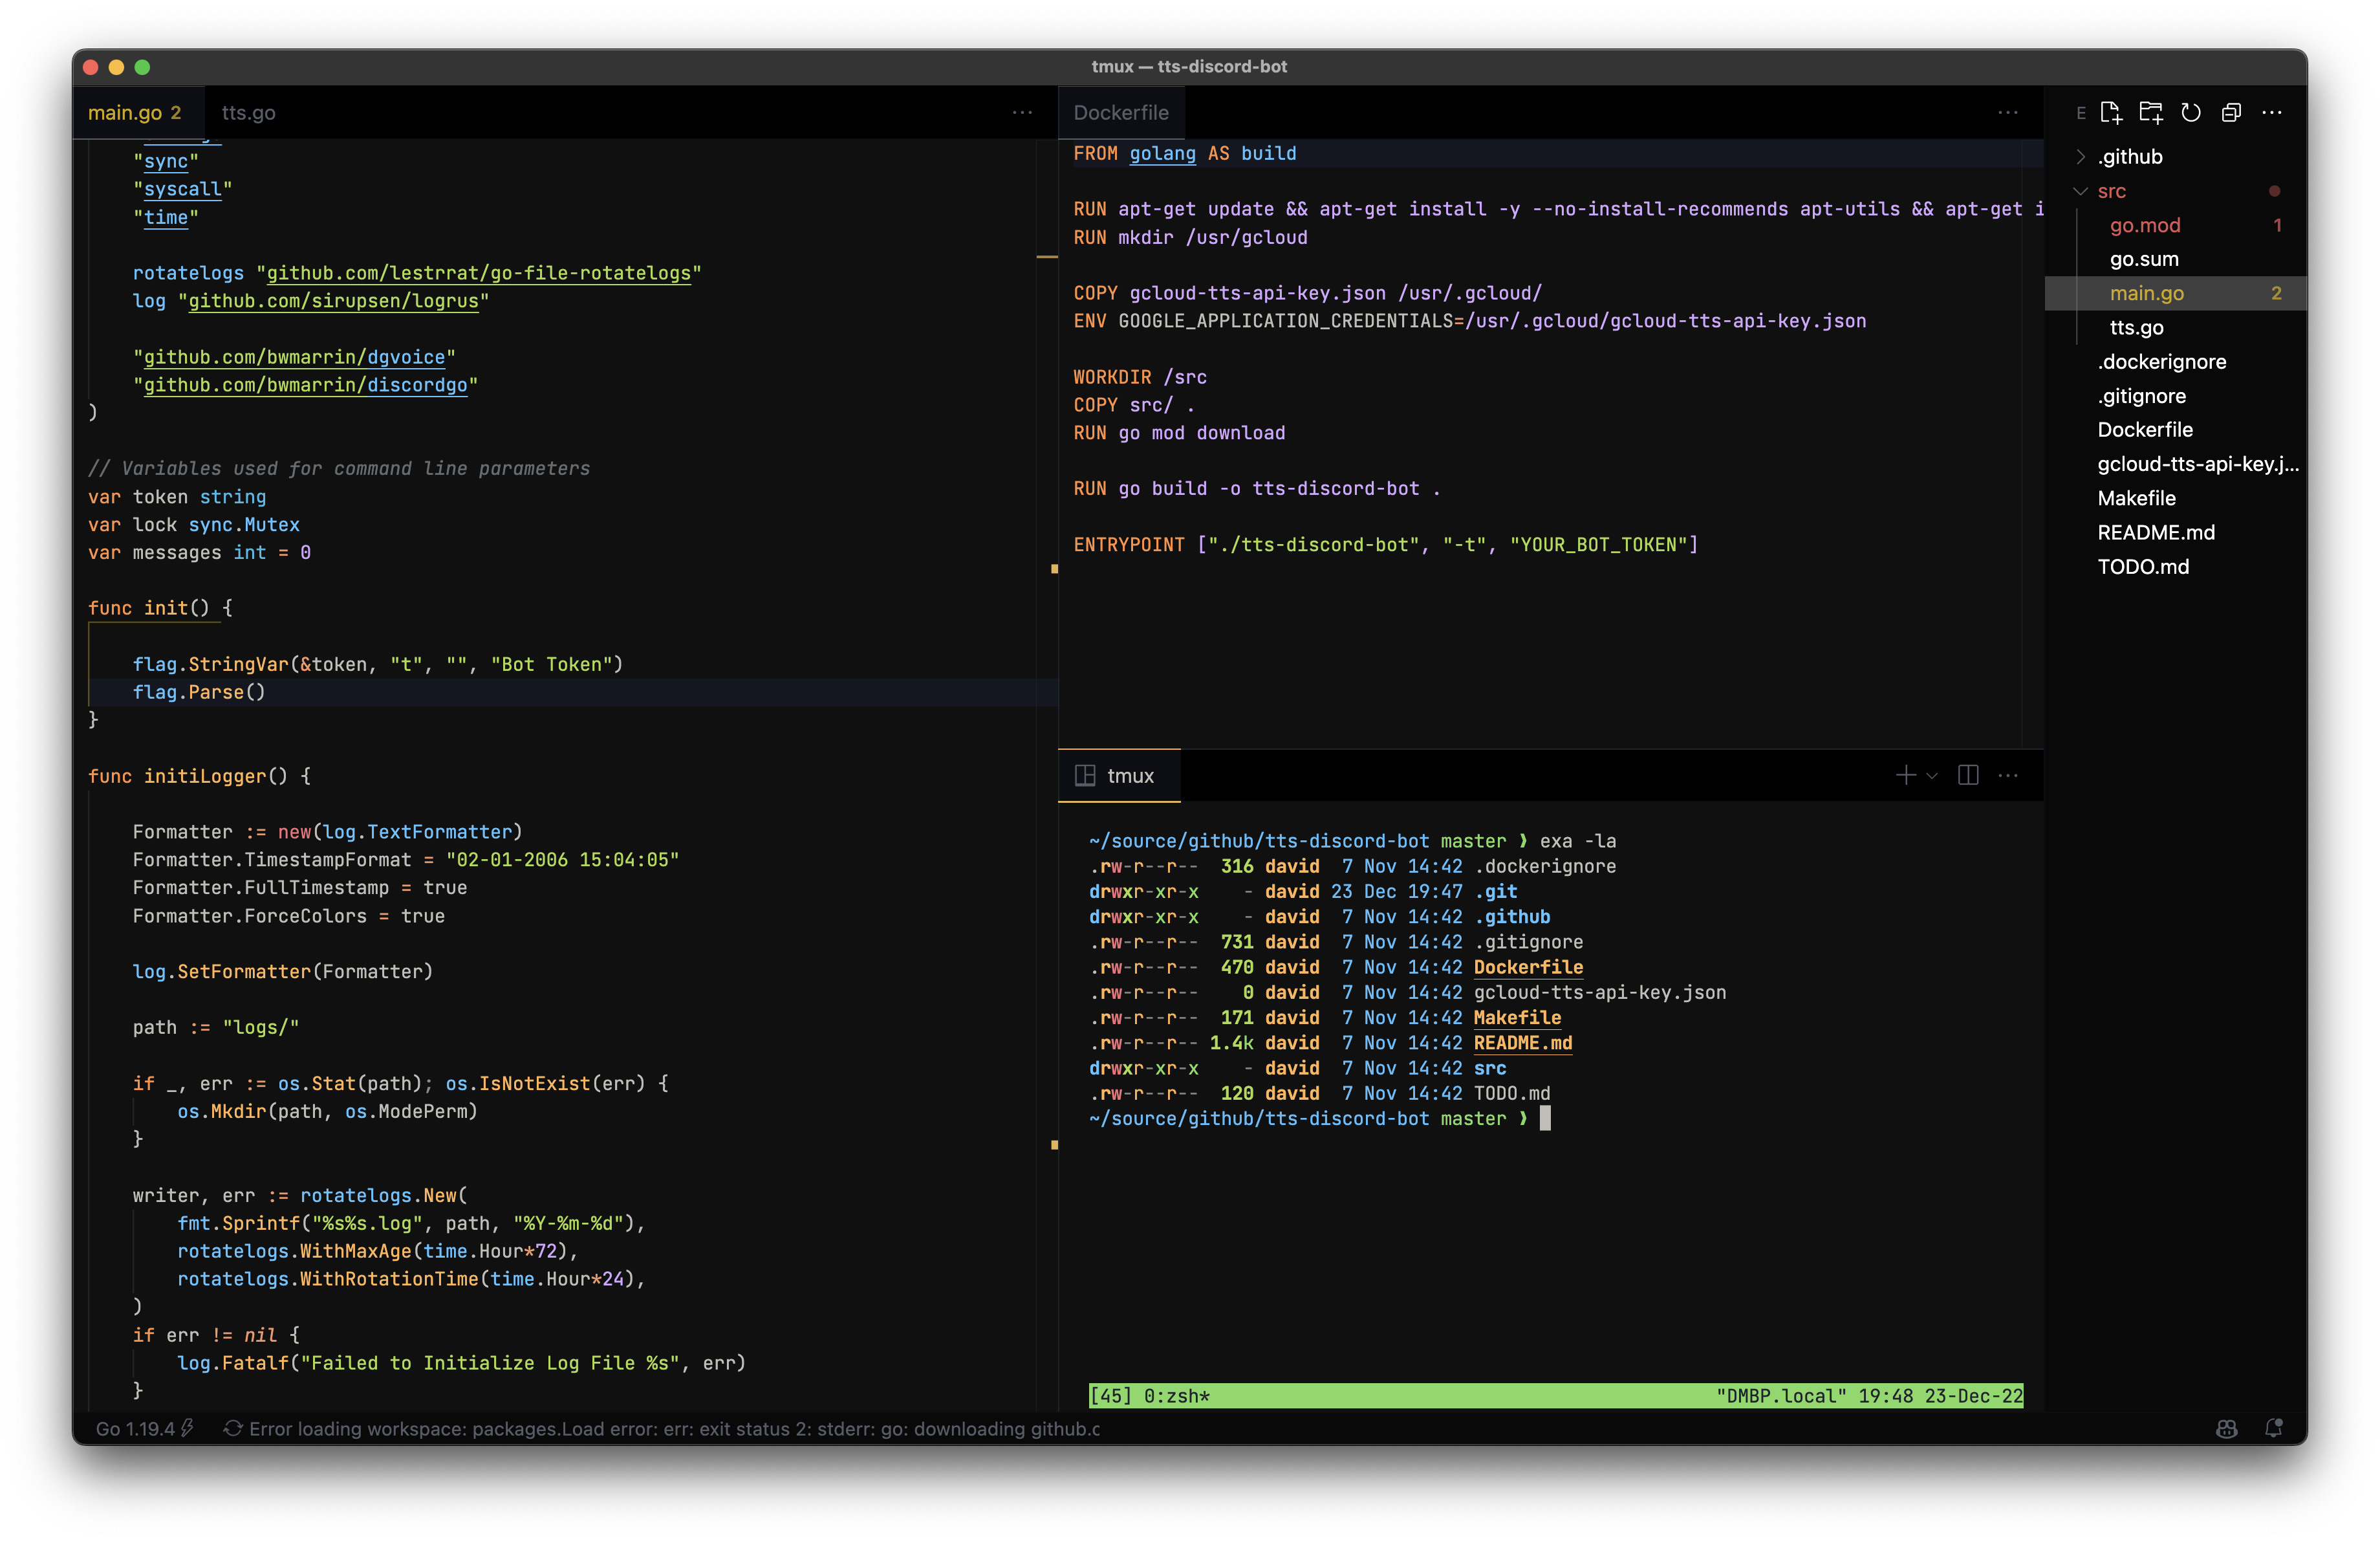 tmux — tts-discord-bot
main.go 2
tts.go
"sync"
"syscall"
"time"
rotatelogs "github.com/lestrrat/go-file-rotatelogs"
log "github.com/sirupsen/logrus"
"github.com/bwmarrin/dgvoice"
"github.com/bwmarrin/discordgo"
)
// Variables used for command line parameters
var token string
var lock sync.Mutex
var messages int = 0
func init() {
flag.StringVar(&token, "t", "", "Bot Token")
flag.Parse()
}
func initiLogger() {
Formatter := new(log.TextFormatter)
Formatter.TimestampFormat = "02-01-2006 15:04:05"
Formatter.FullTimestamp = true
Formatter.ForceColors = true
log.SetFormatter(Formatter)
path := "logs/"
if _, err := os.Stat(path); os.IsNotExist(err) {
os.Mkdir(path, os.ModePerm)
}
writer, err := rotatelogs.New(
fmt.Sprintf("%s%s.log", path, "%Y-%m-%d"),
rotatelogs.WithMaxAge(time.Hour*72),
rotatelogs.WithRotationTime(time.Hour*24),
)
if err != nil {
log.Fatalf("Failed to Initialize Log File %s", err)
}
Dockerfile
FROM golang AS build
RUN apt-get update && apt-get install -y --no-install-recommends apt-utils && apt-get i
RUN mkdir /usr/gcloud
COPY gcloud-tts-api-key.json /usr/.gcloud/
ENV GOOGLE_APPLICATION_CREDENTIALS=/usr/.gcloud/gcloud-tts-api-key.json
WORKDIR /src
COPY src/ .
RUN go mod download
RUN go build -o tts-discord-bot .
ENTRYPOINT ["./tts-discord-bot", "-t", "YOUR_BOT_TOKEN"]
tmux
~/source/github/tts-discord-bot master ❯ exa -la
.rw-r--r-- 316 david 7 Nov 14:42 .dockerignore
drwxr-xr-x - david 23 Dec 19:47 .git
drwxr-xr-x - david 7 Nov 14:42 .github
.rw-r--r-- 731 david 7 Nov 14:42 .gitignore
.rw-r--r-- 470 david 7 Nov 14:42 Dockerfile
.rw-r--r-- 0 david 7 Nov 14:42 gcloud-tts-api-key.json
.rw-r--r-- 171 david 7 Nov 14:42 Makefile
.rw-r--r-- 1.4k david 7 Nov 14:42 README.md
drwxr-xr-x - david 7 Nov 14:42 src
.rw-r--r-- 120 david 7 Nov 14:42 TODO.md
~/source/github/tts-discord-bot master ❯
[45] 0:zsh* "DMBP.local" 19:48 23-Dec-22
E
.github
src
go.mod 1
go.sum
main.go 2
tts.go
.dockerignore
.gitignore
Dockerfile
gcloud-tts-api-key.j...
Makefile
README.md
TODO.md
Go 1.19.4
Error loading workspace: packages.Load error: err: exit status 2: stderr: go: downloading github.c